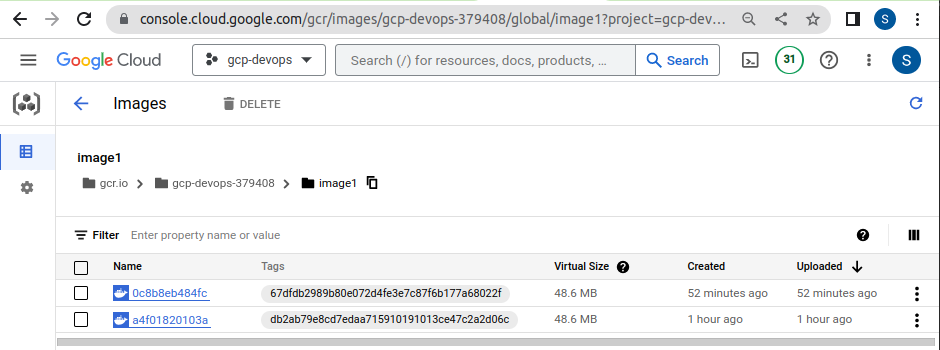 console.cloud.google.com/gcr/images/gcp-devops-379408/global/image1?project=gcp-dev... S
Google Cloud gcp-devops Search (/) for resources, docs, products, ... Search 31 S
Images DELETE
image1
gcr.io gcp-devops-379408 image1
Filter Enter property name or value
Name Tags Virtual Size Created Uploaded
0c8b8eb484fc 67dfdb2989b80e072d4fe3e7c87f6b177a68022f 48.6 MB 52 minutes ago 52 minutes ago
a4f01820103a db2ab79e8cd7edaa715910191013ce47c2a2d06c 48.6 MB 1 hour ago 1 hour ago